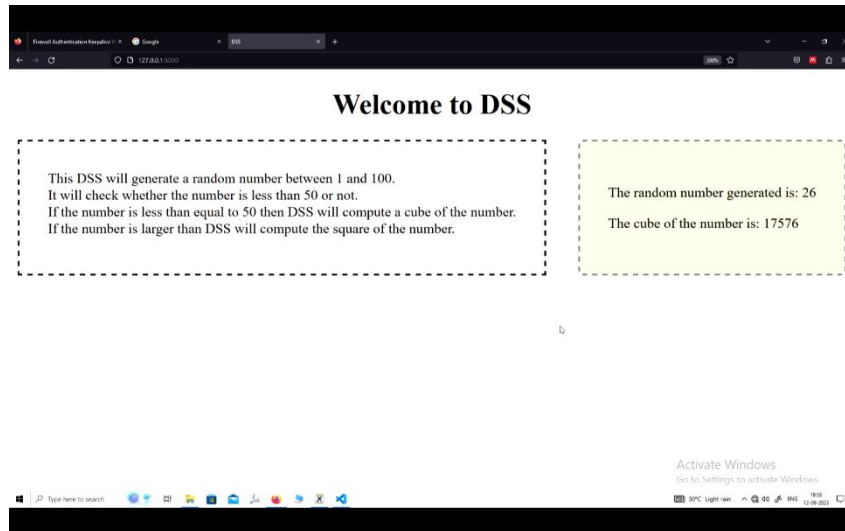 Firewall Authentication Keepalive
Google
DSS
127.0.0.1:5000
200%
Welcome to DSS
This DSS will generate a random number between 1 and 100.
It will check whether the number is less than 50 or not.
If the number is less than equal to 50 then DSS will compute a cube of the number.
If the number is larger than DSS will compute the square of the number.
The random number generated is: 26
The cube of the number is: 17576
Activate Windows
Go to Settings to activate Windows.
Type here to search
30°C Light rain
ENG
18:50
12-09-2023